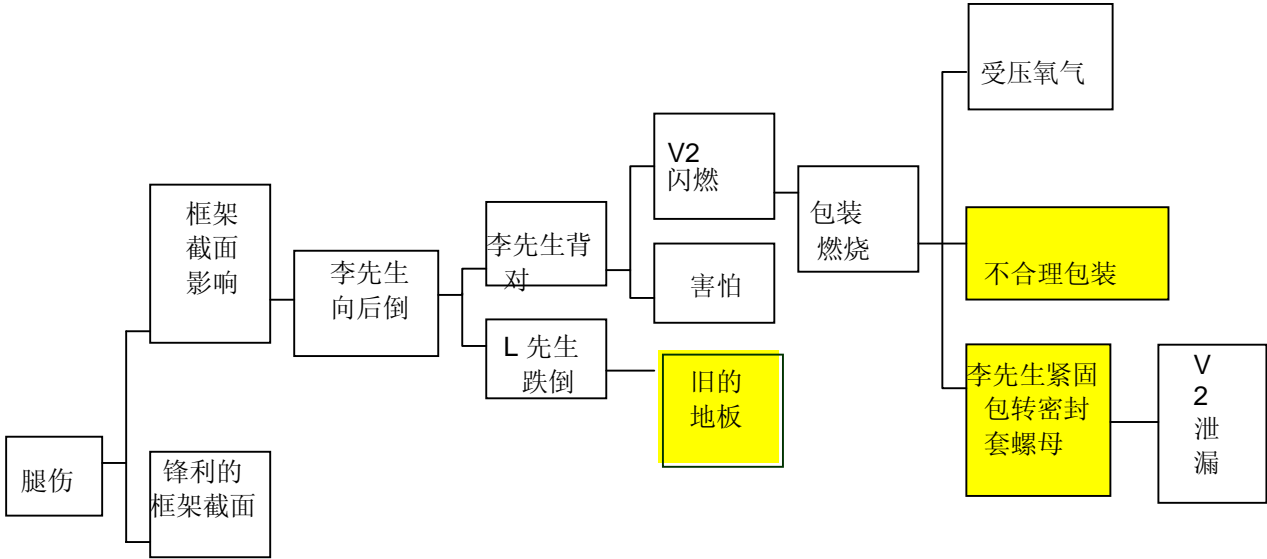 腿伤
框架
截面
影响
锋利的
框架截面
李先生
向后倒
李先生背
对
L 先生
跌倒
V2
闪燃
害怕
旧的
地板
包装
燃烧
受压氧气
不合理包装
李先生紧固
包转密封
套螺母
V
2
泄
漏